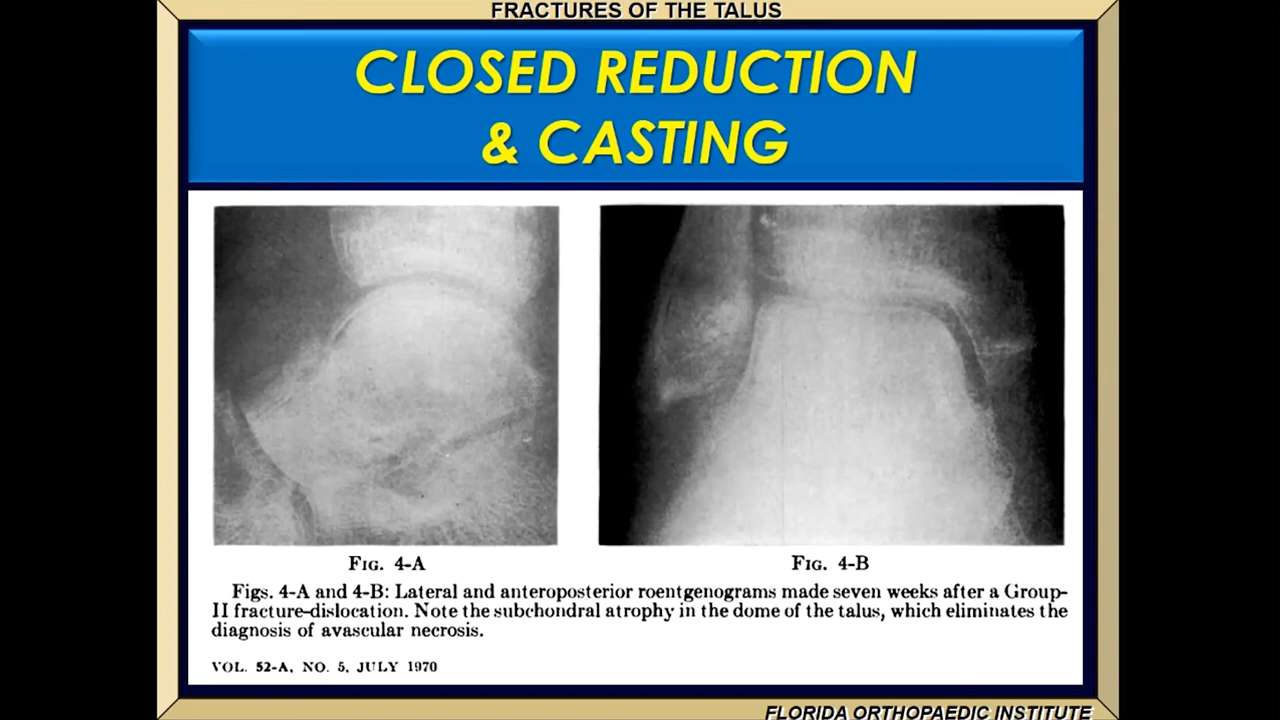 FRACTURES OF THE TALUS
CLOSED REDUCTION
& CASTING
FIG. 4-A
FIG. 4-B
Figs. 4-A and 4-B: Lateral and anteroposterior roentgenograms made seven weeks after a Group-
II fracture-dislocation. Note the subchondral atrophy in the dome of the talus, which eliminates the
diagnosis of avascular necrosis.
VOL. 52-A, NO. 5, JULY 1970
FLORIDA ORTHOPAEDIC INSTITUTE